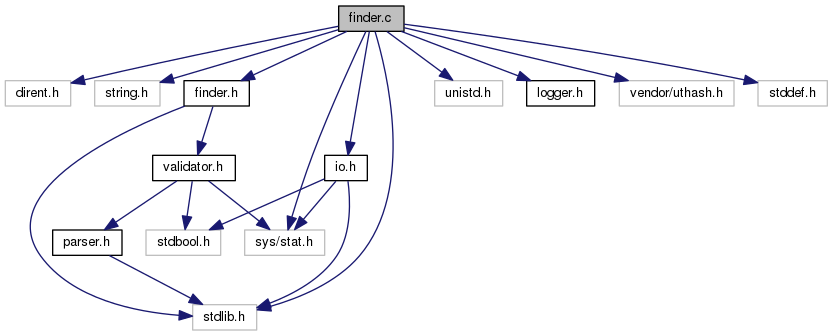 finder.c
dirent.h
string.h
finder.h
unistd.h
logger.h
vendor/uthash.h
stddef.h
validator.h
io.h
parser.h
stdbool.h
sys/stat.h
stdlib.h